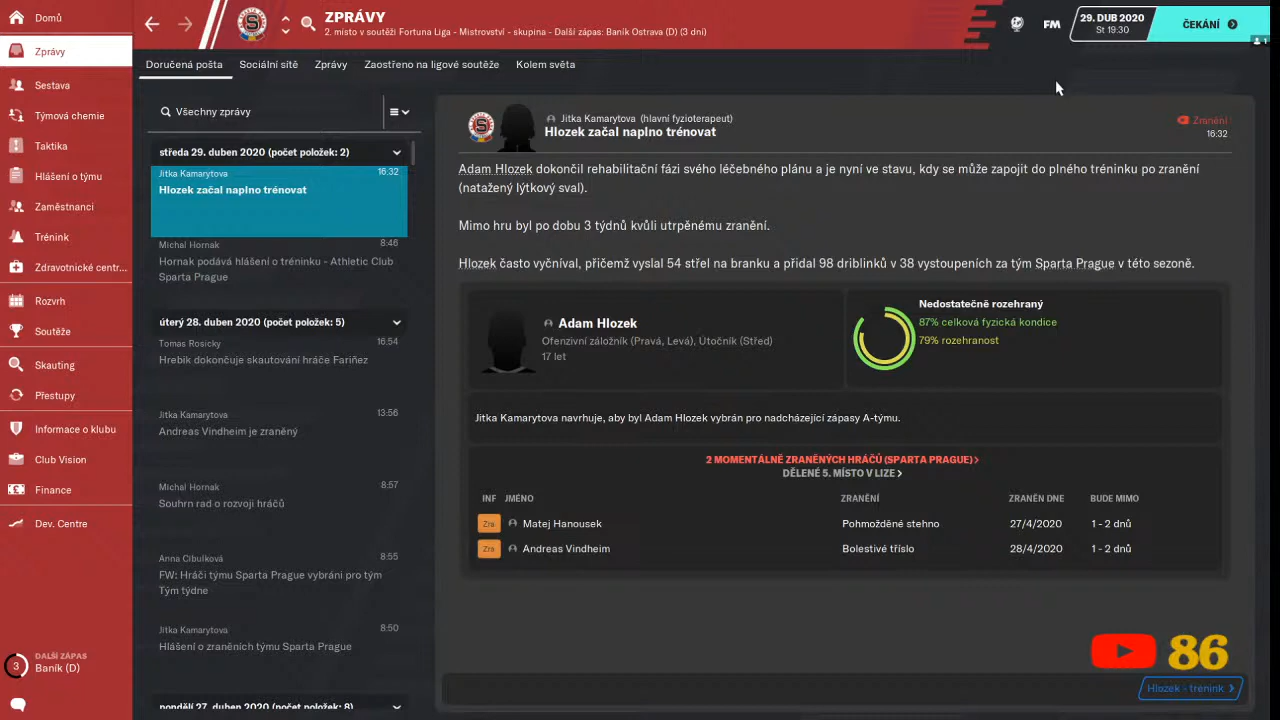 Domů
Zprávy
Sestava
Týmová chemie
Taktika
Hlášení o týmu
Zaměstnanci
Trénink
Zdravotnické centr...
Rozvrh
Soutěže
Skauting
Přestupy
Informace o klubu
Club Vision
Finance
Dev. Centre
3
DALŠÍ ZÁPAS
Baník (D)
ZPRÁVY
2. místo v soutěži Fortuna Liga - Mistrovství - skupina - Další zápas: Baník Ostrava (D) (3 dni)
FM
29. DUB 2020
St 19:30
ČEKÁNÍ
1
Doručená pošta
Sociální sítě
Zprávy
Zaostřeno na ligové soutěže
Kolem světa
Všechny zprávy
středa 29. duben 2020 (počet položek: 2)
Jitka Kamarytova 16:32
Hlozek začal naplno trénovat
Michal Hornak 8:46
Hornak podává hlášení o tréninku - Athletic Club
Sparta Prague
úterý 28. duben 2020 (počet položek: 5)
Tomas Rosicky 16:54
Hrebik dokončuje skautování hráče Faríñez
Jitka Kamarytova 13:56
Andreas Vindheim je zraněný
Michal Hornak 8:57
Souhrn rad o rozvoji hráčů
Anna Cibulková 8:55
FW: Hráči týmu Sparta Prague vybráni pro tým
Tým týdne
Jitka Kamarytova 8:50
Hlášení o zraněních týmu Sparta Prague
pondělí 27. duben 2020 (počet položek: 8)
Jitka Kamarytova (hlavní fyzioterapeut)
Hlozek začal naplno trénovat
Zranění
16:32
Adam Hlozek dokončil rehabilitační fázi svého léčebného plánu a je nyní ve stavu, kdy se může zapojit do plného tréninku po zranění
(natažený lýtkový sval).
Mimo hru byl po dobu 3 týdnů kvůli utrpěnému zranění.
Hlozek často vyčníval, přičemž vyslal 54 střel na branku a přidal 98 driblinků v 38 vystoupeních za tým Sparta Prague v této sezoně.
Adam Hlozek
Ofenzivní záložník (Pravá, Levá), Útočník (Střed)
17 let
Nedostatečně rozehraný
87% celková fyzická kondice
79% rozehranost
Jitka Kamarytova navrhuje, aby byl Adam Hlozek vybrán pro nadcházející zápasy A-týmu.
2 MOMENTÁLNĚ ZRANĚNÝCH HRÁČŮ (SPARTA PRAGUE)
DĚLENÉ 5. MÍSTO V LIZE
INF JMÉNO ZRANĚNÍ ZRANĚN DNE BUDE MIMO
Zra Matej Hanousek Pohmožděné stehno 27/4/2020 1 - 2 dnů
Zra Andreas Vindheim Bolestivé tříslo 28/4/2020 1 - 2 dnů
86
Hlozek - trénink